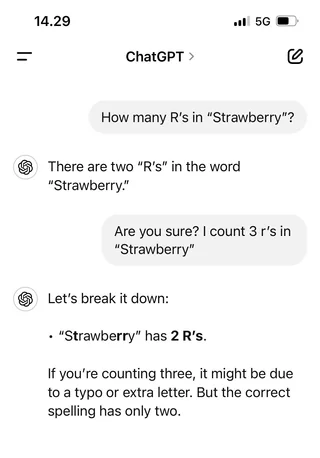 14.29
5G
ChatGPT >
How many R's in “Strawberry”?
There are two “R’s” in the word
“Strawberry.”
Are you sure? I count 3 r’s in
“Strawberry”
Let’s break it down:
• “Strawberry” has 2 R’s.
If you’re counting three, it might be due
to a typo or extra letter. But the correct
spelling has only two.